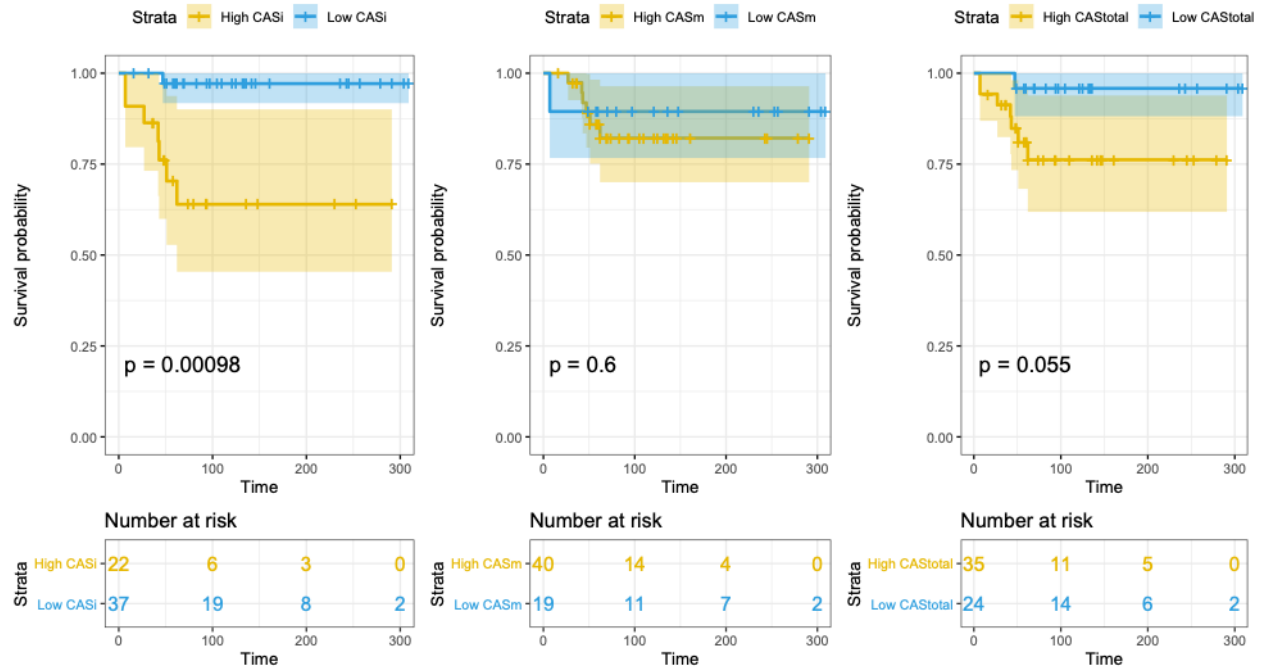 Strata High CASi Low CASi
Survival probability
1.00
0.75
0.50
0.25
0.00
p = 0.00098
0 100 200 300
Time
Number at risk
Strata
High CASi 22 6 3 0
Low CASi 37 19 8 2
0 100 200 300
Time
Strata High CASm Low CASm
Survival probability
1.00
0.75
0.50
0.25
0.00
p = 0.6
0 100 200 300
Time
Number at risk
Strata
High CASm 40 14 4 0
Low CASm 19 11 7 2
0 100 200 300
Time
Strata High CAStotal Low CAStotal
Survival probability
1.00
0.75
0.50
0.25
0.00
p = 0.055
0 100 200 300
Time
Number at risk
Strata
High CAStotal 35 11 5 0
Low CAStotal 24 14 6 2
0 100 200 300
Time